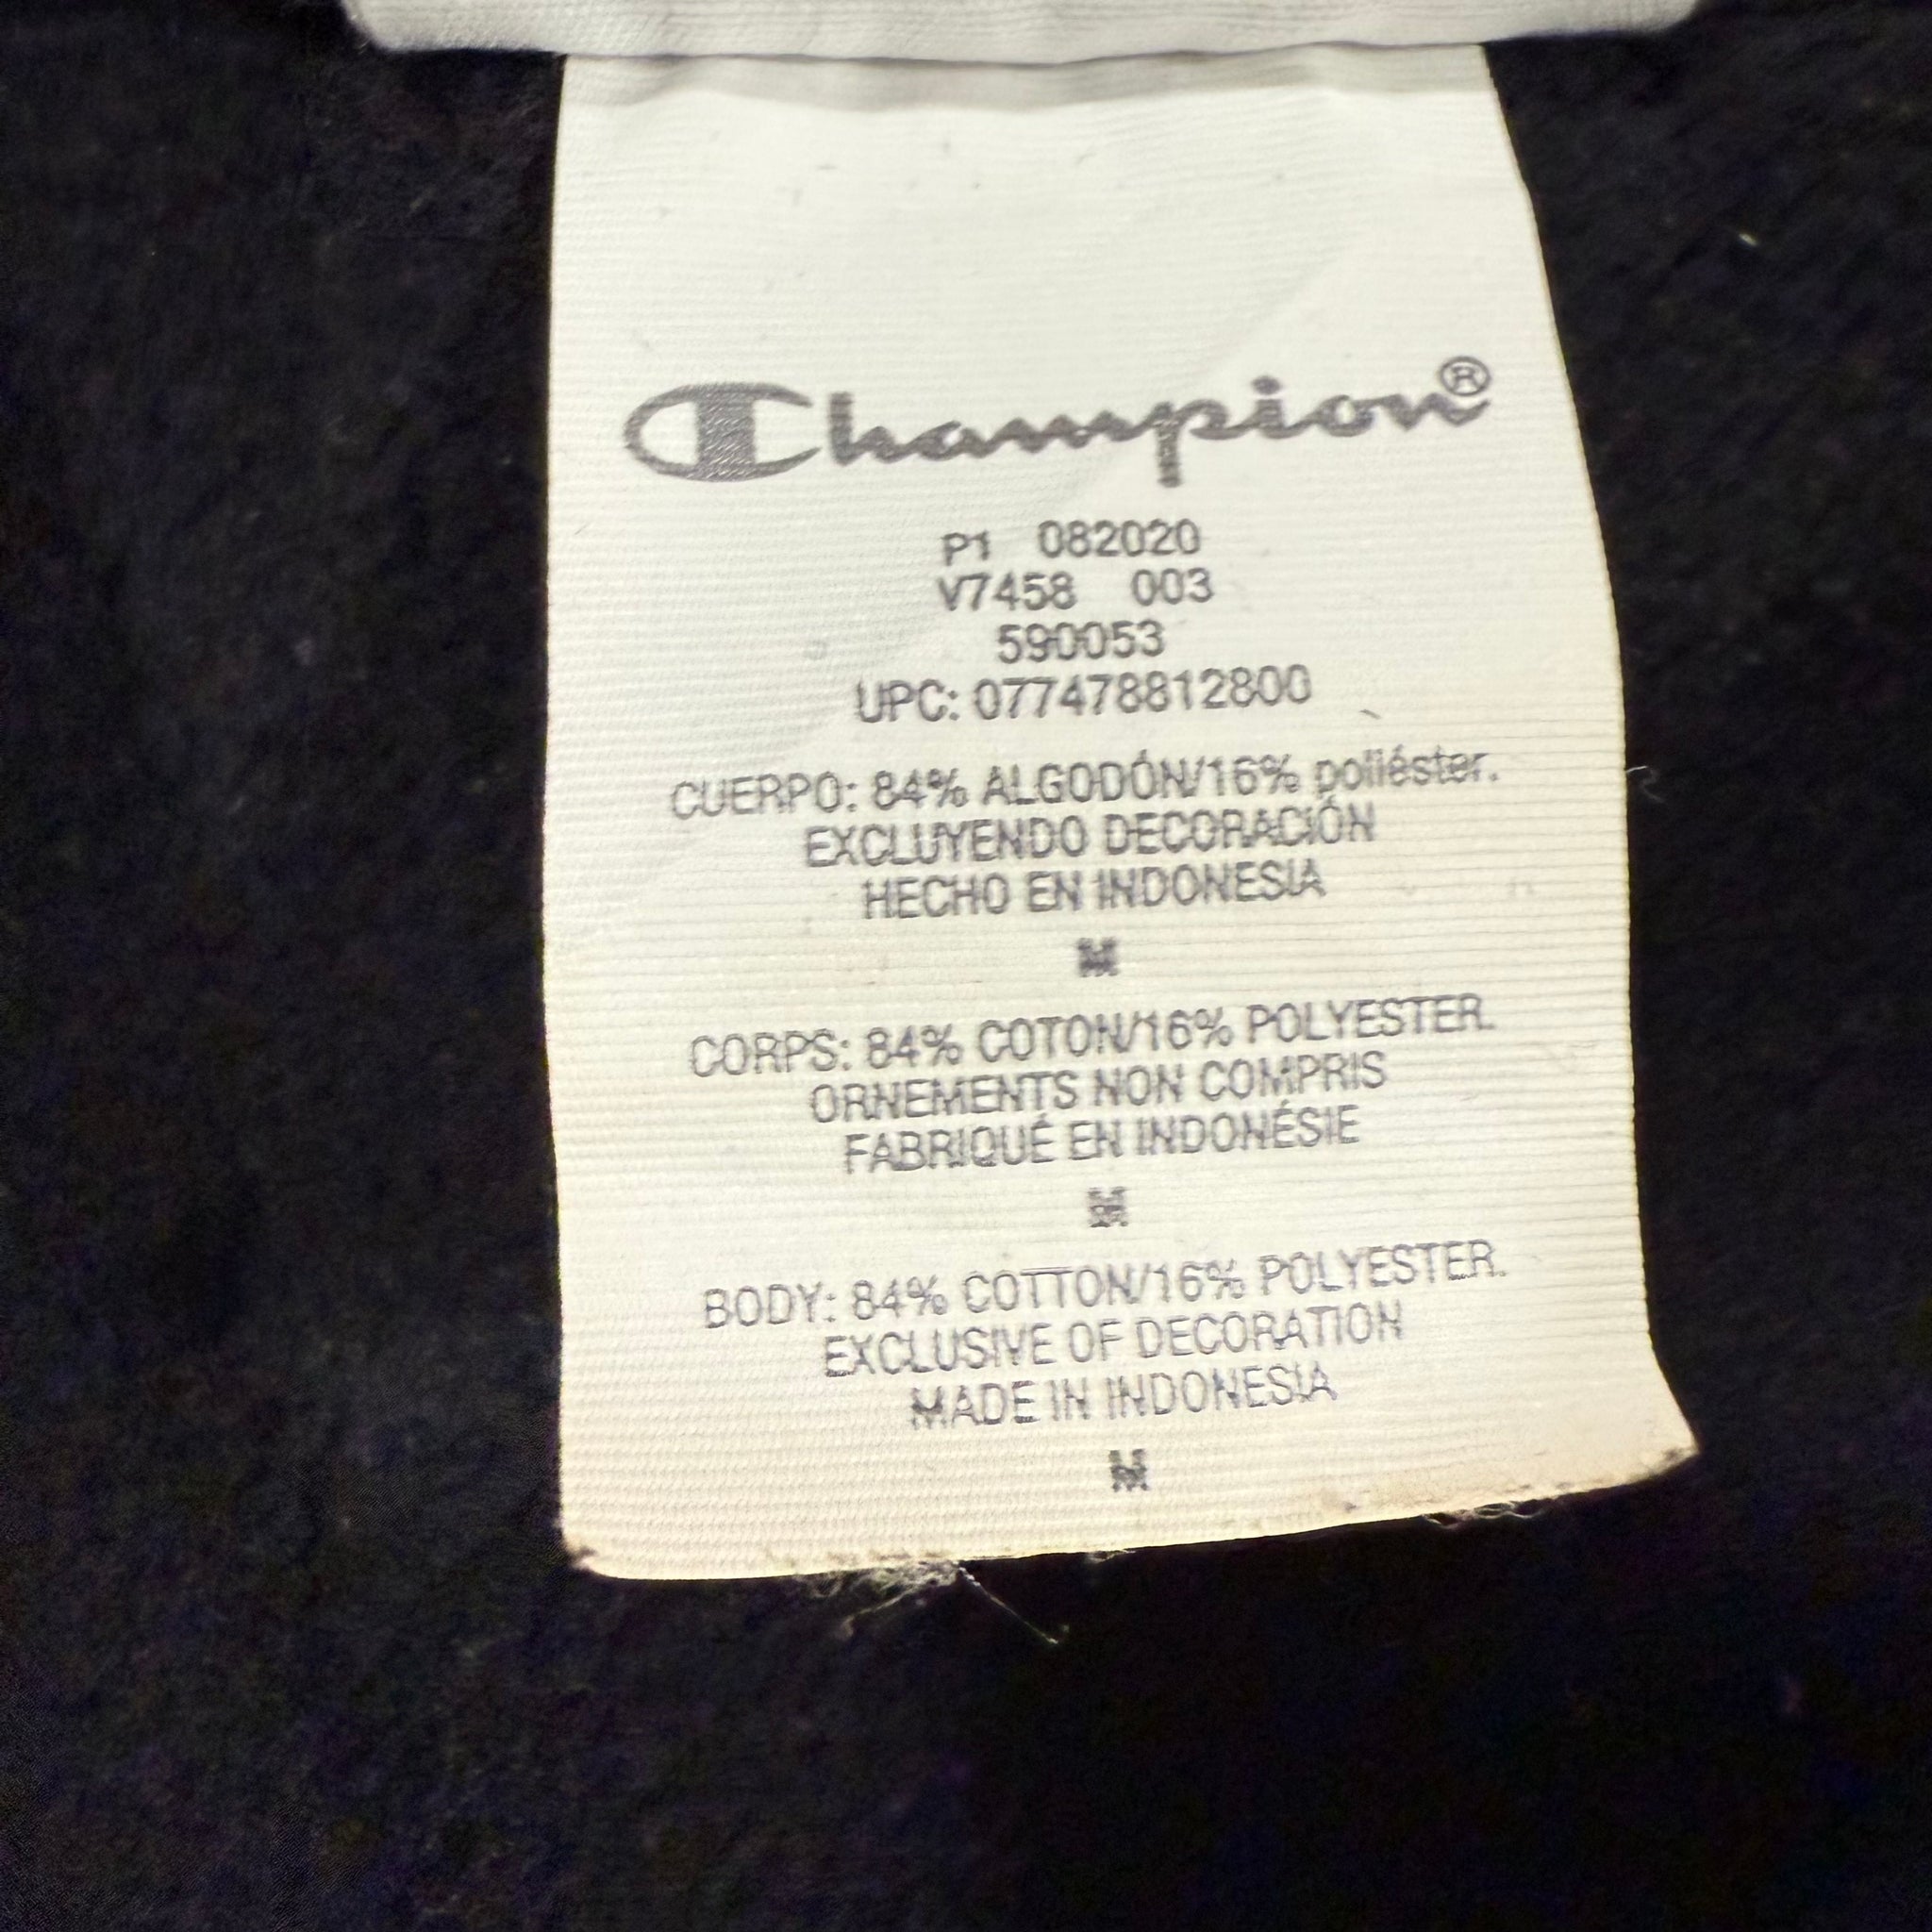 Champion®
P1 082020
V7458 003
590053
UPC: 077478812800
CUERPO: 84% ALGODÓN/16% poliéster.
EXCLUYENDO DECORACIÓN
HECHO EN INDONESIA
M
CORPS: 84% COTON/16% POLYESTER.
ORNEMENTS NON COMPRIS
FABRIQUÉ EN INDONÉSIE
M
BODY: 84% COTTON/16% POLYESTER.
EXCLUSIVE OF DECORATION
MADE IN INDONESIA
M